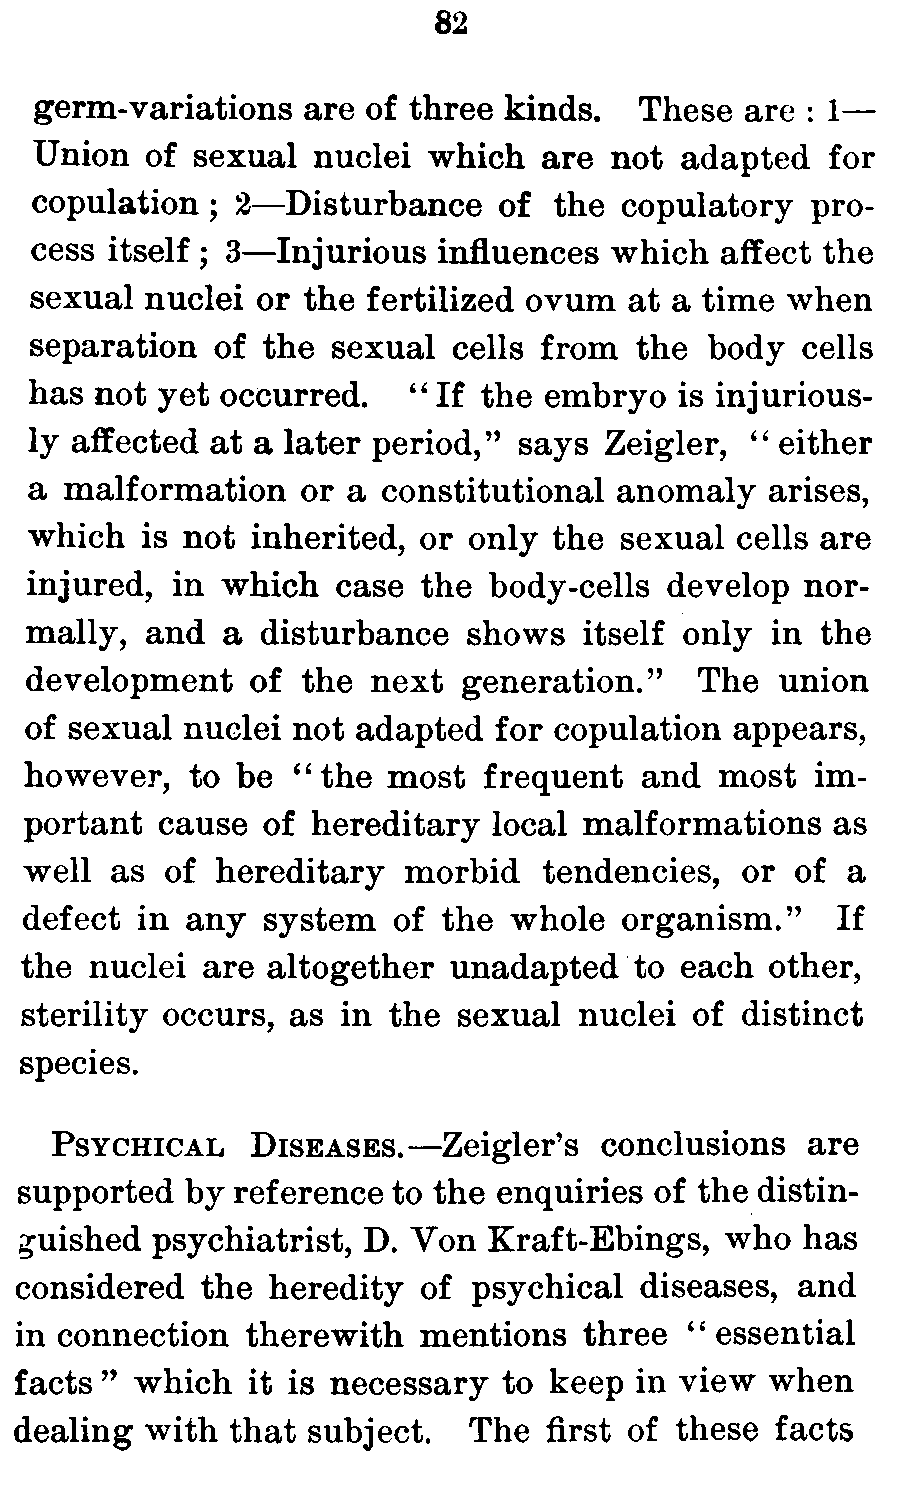 82
germ-variations are of three kinds. These are : 1—
Union of sexual nuclei which are not adapted for
copulation ; 2—Disturbance of the copulatory pro-
cess itself ; 3—Injurious influences which affect the
sexual nuclei or the fertilized ovum at a time when
separation of the sexual cells from the body cells
has not yet occurred. “If the embryo is injurious-
ly affected at a later period,” says Zeigler, “either
a malformation or a constitutional anomaly arises,
which is not inherited, or only the sexual cells are
injured, in which case the body-cells develop nor-
mally, and a disturbance shows itself only in the
development of the next generation.” The union
of sexual nuclei not adapted for copulation appears,
however, to be “the most frequent and most im-
portant cause of hereditary local malformations as
well as of hereditary morbid tendencies, or of a
defect in any system of the whole organism.” If
the nuclei are altogether unadapted to each other,
sterility occurs, as in the sexual nuclei of distinct
species.
PSYCHICAL DISEASES.—Zeigler’s conclusions are
supported by reference to the enquiries of the distin-
guished psychiatrist, D. Von Kraft-Ebings, who has
considered the heredity of psychical diseases, and
in connection therewith mentions three “essential
facts” which it is necessary to keep in view when
dealing with that subject. The first of these facts